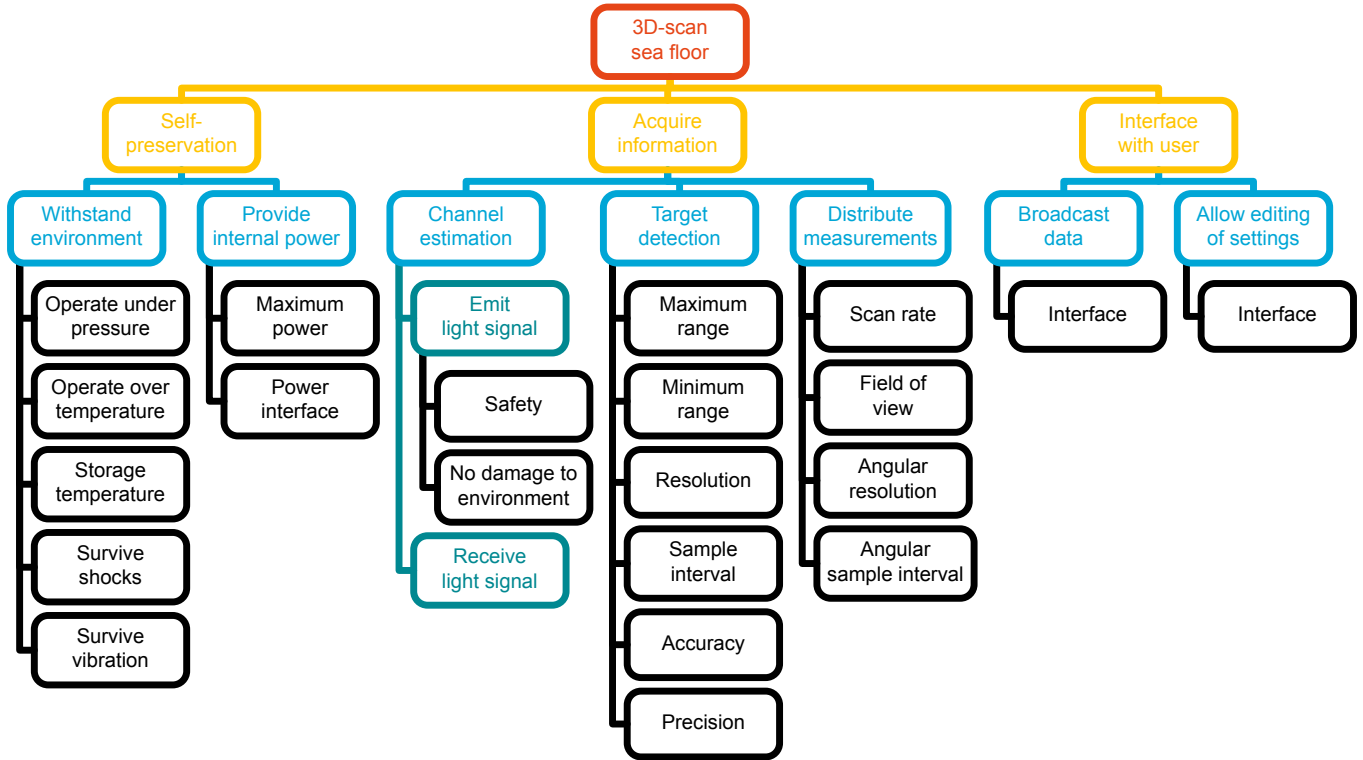 3D-scan
sea floor
Self-
preservation
Acquire
information
Interface
with user
Withstand
environment
Provide
internal power
Channel
estimation
Target
detection
Distribute
measurements
Broadcast
data
Allow editing
of settings
Operate under
pressure
Operate over
temperature
Storage
temperature
Survive
shocks
Survive
vibration
Maximum
power
Power
interface
Emit
light signal
Safety
No damage to
environment
Receive
light signal
Maximum
range
Minimum
range
Resolution
Sample
interval
Accuracy
Precision
Scan rate
Field of
view
Angular
resolution
Angular
sample interval
Interface
Interface